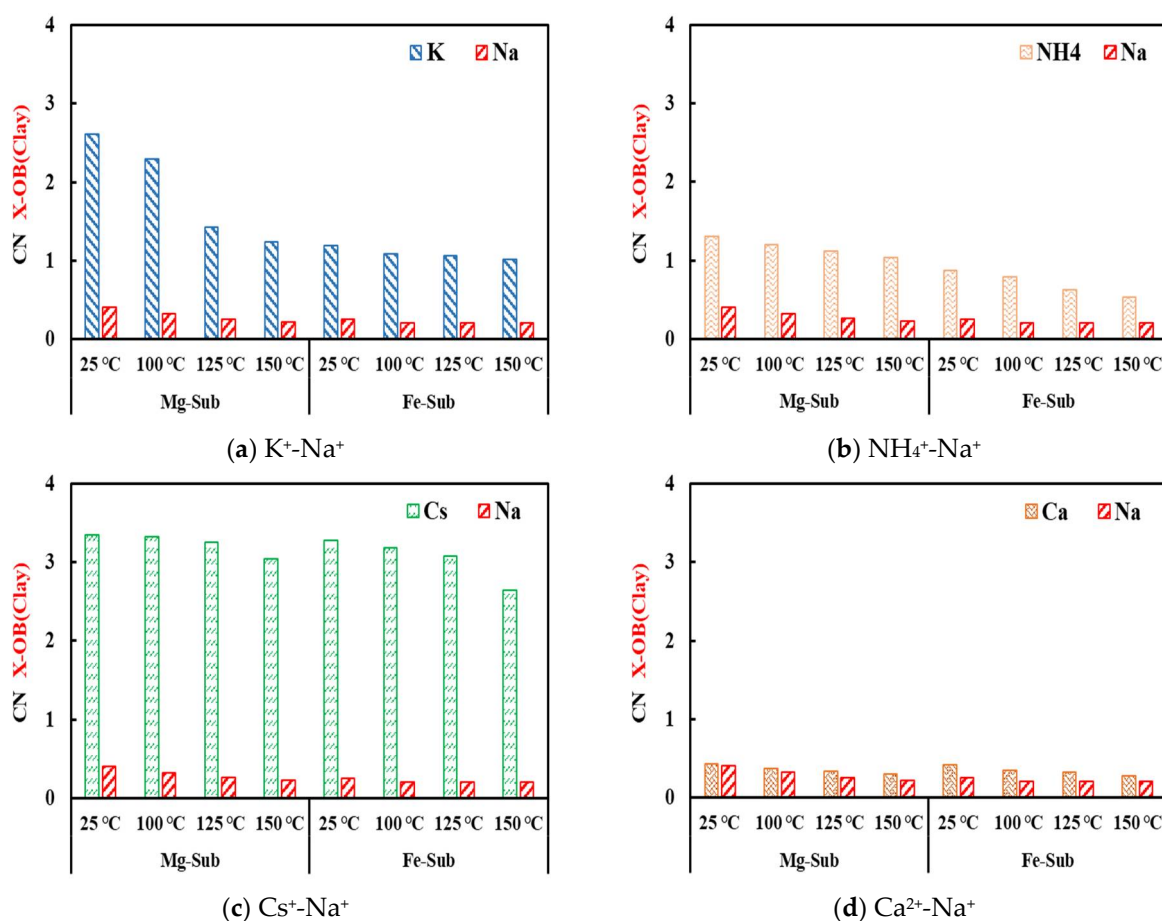 4
3
2
1
0
CN X-OB(Clay)
K Na
25 °C 100 °C 125 °C 150 °C 25 °C 100 °C 125 °C 150 °C
Mg-Sub Fe-Sub
(a) K⁺-Na⁺
4
3
2
1
0
CN X-OB(Clay)
NH4 Na
25 °C 100 °C 125 °C 150 °C 25 °C 100 °C 125 °C 150 °C
Mg-Sub Fe-Sub
(b) NH₄⁺-Na⁺
4
3
2
1
0
CN X-OB(Clay)
Cs Na
25 °C 100 °C 125 °C 150 °C 25 °C 100 °C 125 °C 150 °C
Mg-Sub Fe-Sub
(c) Cs⁺-Na⁺
4
3
2
1
0
CN X-OB(Clay)
Ca Na
25 °C 100 °C 125 °C 150 °C 25 °C 100 °C 125 °C 150 °C
Mg-Sub Fe-Sub
(d) Ca²⁺-Na⁺